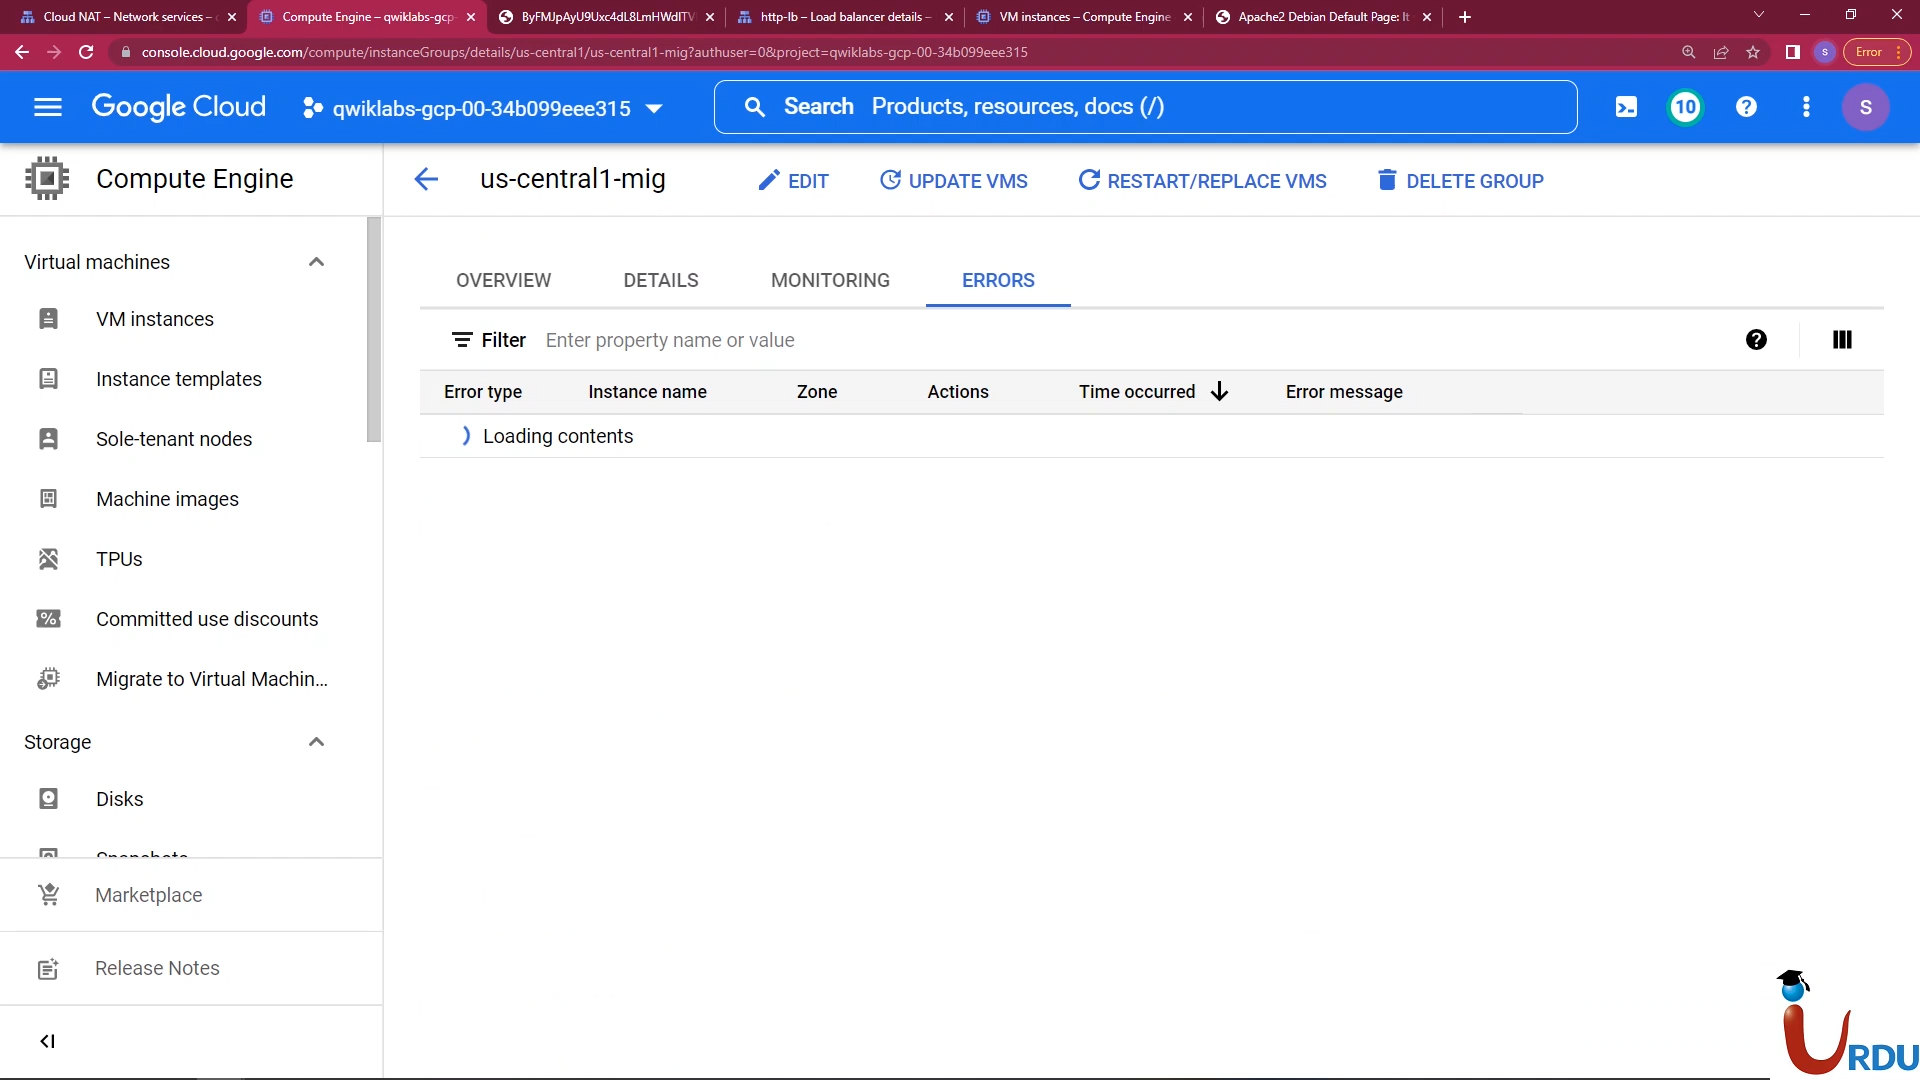 Cloud NAT – Network services –
Compute Engine – qwiklabs-gcp-
ByFMJpAyU9Uxc4dL8LmHWdITV
http-lb – Load balancer details –
VM instances – Compute Engine
Apache2 Debian Default Page: It
console.cloud.google.com/compute/instanceGroups/details/us-central1/us-central1-mig?authuser=0&project=qwiklabs-gcp-00-34b099eee315
S
Error
Google Cloud
qwiklabs-gcp-00-34b099eee315
Search Products, resources, docs (/)
10
S
Compute Engine
us-central1-mig
EDIT
UPDATE VMS
RESTART/REPLACE VMS
DELETE GROUP
Virtual machines
VM instances
Instance templates
Sole-tenant nodes
Machine images
TPUs
Committed use discounts
Migrate to Virtual Machin...
Storage
Disks
Snapshots
Marketplace
Release Notes
OVERVIEW
DETAILS
MONITORING
ERRORS
Filter Enter property name or value
Error type
Instance name
Zone
Actions
Time occurred
Error message
Loading contents
iURDU